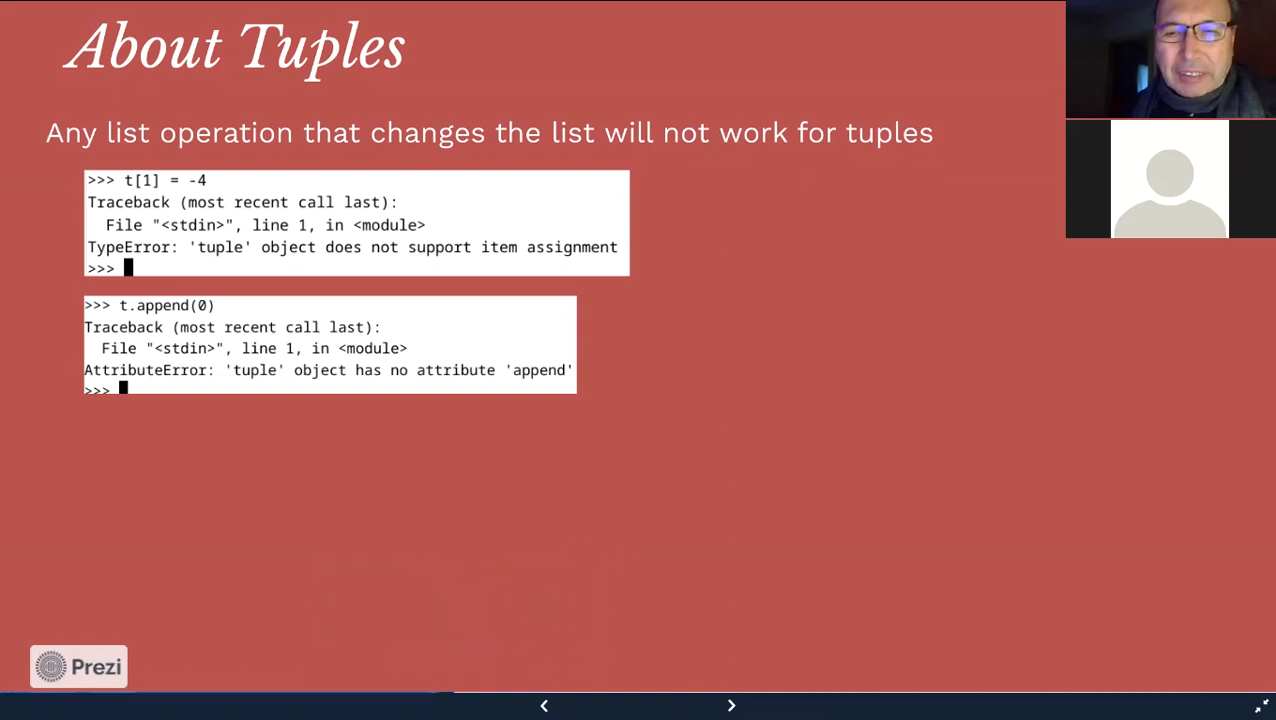 About Tuples
Any list operation that changes the list will not work for tuples
>>> t[1] = -4
Traceback (most recent call last):
  File "<stdin>", line 1, in <module>
TypeError: 'tuple' object does not support item assignment
>>>
>>> t.append(0)
Traceback (most recent call last):
  File "<stdin>", line 1, in <module>
AttributeError: 'tuple' object has no attribute 'append'
>>>
Prezi